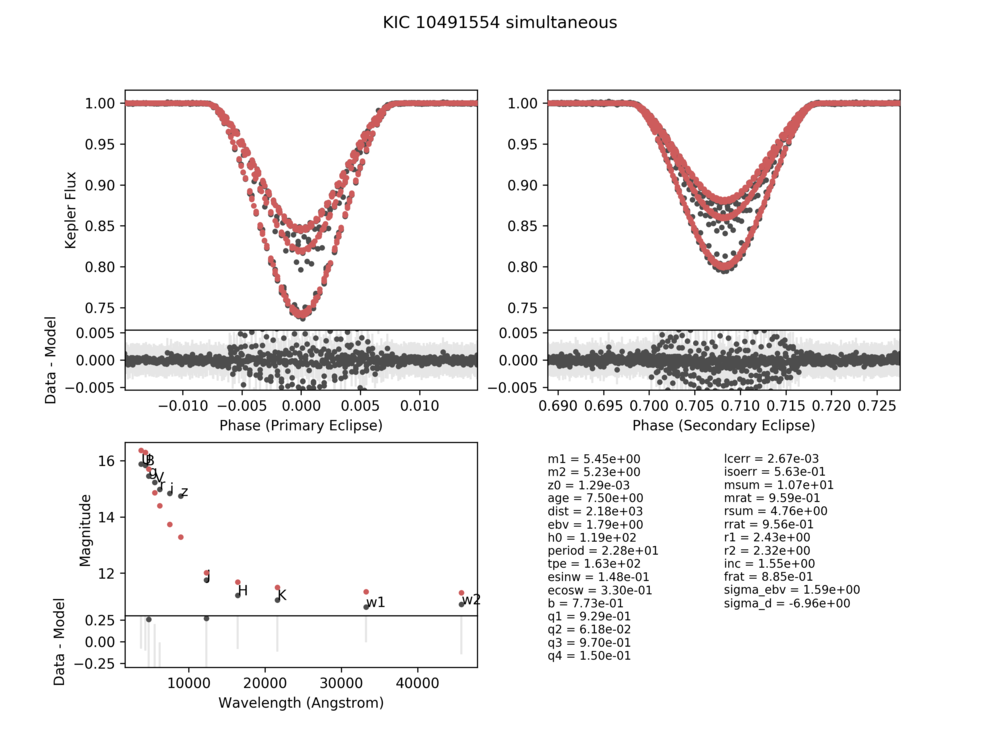 KIC 10491554 simultaneous
Kepler Flux
1.00
0.95
0.90
0.85
0.80
0.75
1.00
0.95
0.90
0.85
0.80
0.75
Data - Model
0.005
0.000
−0.005
0.005
0.000
−0.005
−0.010 −0.005 0.000 0.005 0.010
0.690 0.695 0.700 0.705 0.710 0.715 0.720 0.725
Phase (Primary Eclipse)
Phase (Secondary Eclipse)
Magnitude
16
14
12
B
V
i
z
J
H
K
w1
w2
Data - Model
0.25
0.00
−0.25
10000 20000 30000 40000
Wavelength (Angstrom)
m1 = 5.45e+00
m2 = 5.23e+00
z0 = 1.29e-03
age = 7.50e+00
dist = 2.18e+03
ebv = 1.79e+00
h0 = 1.19e+02
period = 2.28e+01
tpe = 1.63e+02
esinw = 1.48e-01
ecosw = 3.30e-01
b = 7.73e-01
q1 = 9.29e-01
q2 = 6.18e-02
q3 = 9.70e-01
q4 = 1.50e-01
lcerr = 2.67e-03
isoerr = 5.63e-01
msum = 1.07e+01
mrat = 9.59e-01
rsum = 4.76e+00
rrat = 9.56e-01
r1 = 2.43e+00
r2 = 2.32e+00
inc = 1.55e+00
frat = 8.85e-01
sigma_ebv = 1.59e+00
sigma_d = -6.96e+00